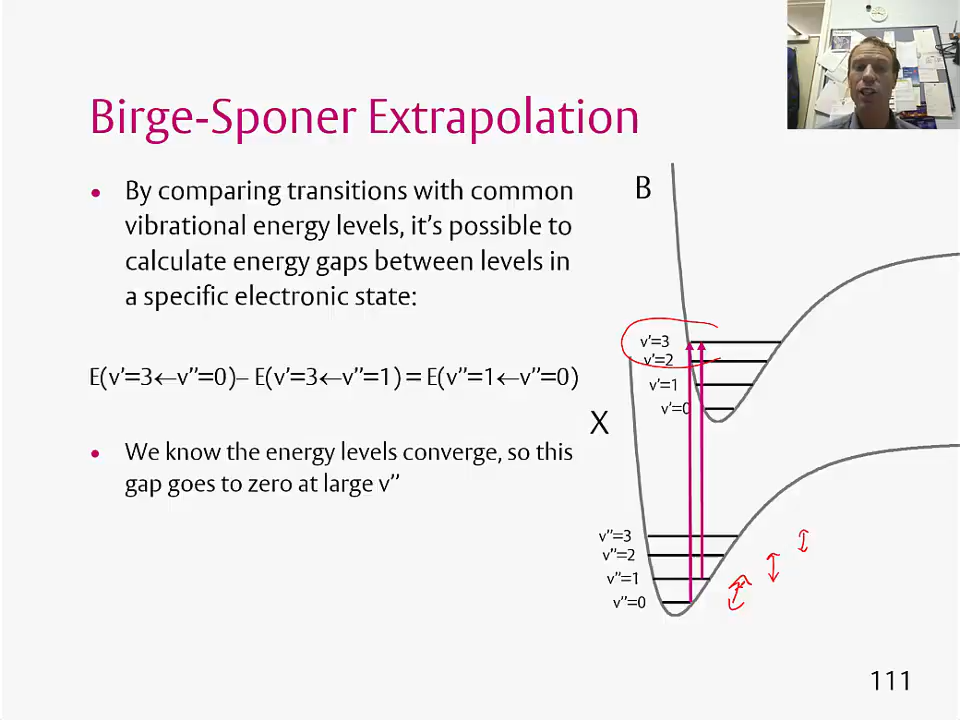 Birge-Sponer Extrapolation
• By comparing transitions with common
vibrational energy levels, it's possible to
calculate energy gaps between levels in
a specific electronic state:
E(v'=3←v''=0)– E(v'=3←v''=1) = E(v''=1←v''=0)
• We know the energy levels converge, so this
gap goes to zero at large v''
B
v'=3
v'=2
v'=1
v'=0
X
v''=3
v''=2
v''=1
v''=0
111